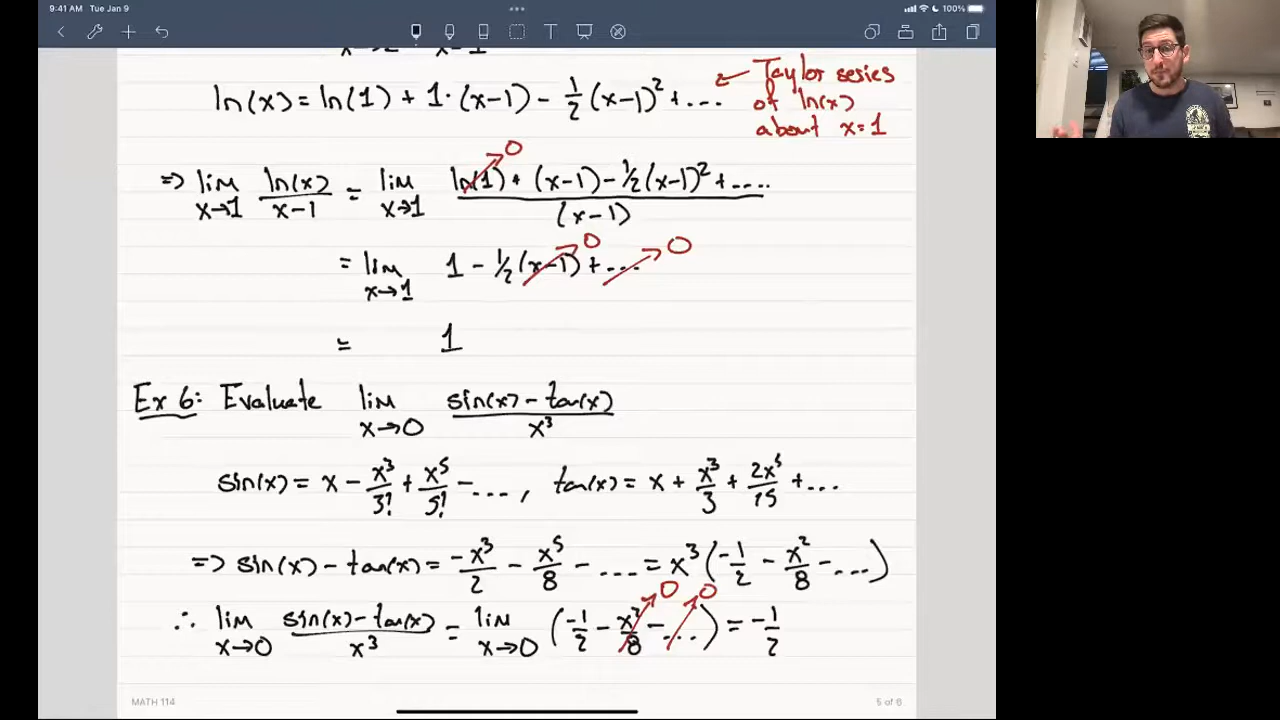 9:41 AM Tue Jan 9
100%
ln(x) = ln(1) + 1·(x-1) - 1/2 (x-1)² + ....
← Taylor series
of ln(x)
about x=1
=> lim x→1 ln(x)/(x-1) = lim x→1 (ln(1) + (x-1) - 1/2(x-1)² + ....)/(x-1)
0
= lim x→1 1 - 1/2(x-1) + ....
0 0
= 1
Ex 6: Evaluate lim x→0 (sin(x) - tan(x))/x³
sin(x) = x - x³/3! + x⁵/5! - ...., tan(x) = x + x³/3 + 2x⁵/15 + ...
=> sin(x) - tan(x) = -x³/2 - x⁵/8 - .... = x³(-1/2 - x²/8 - ....)
0 0
∴ lim x→0 (sin(x) - tan(x))/x³ = lim x→0 (-1/2 - x²/8 - ....) = -1/2
MATH 114
5 of 6